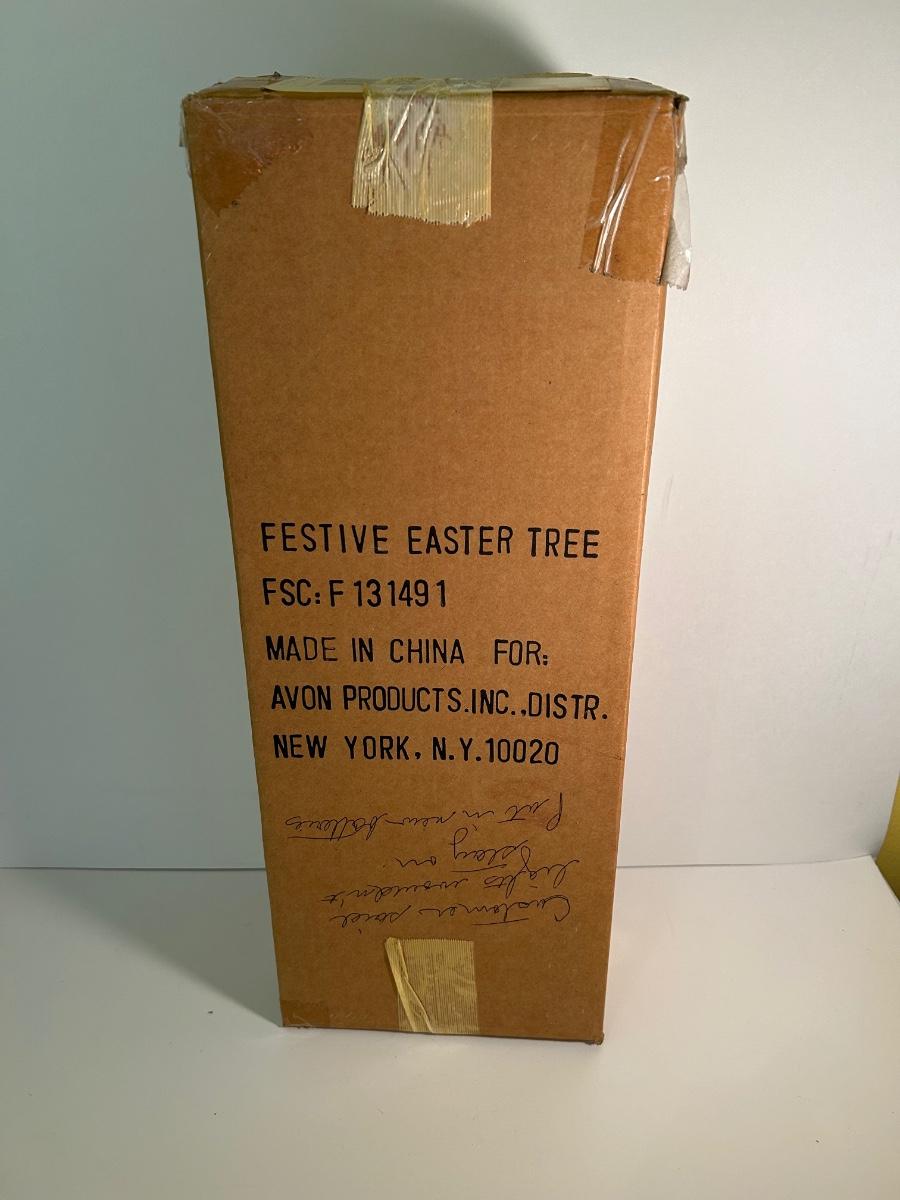 FESTIVE EASTER TREE
FSC: F 131491
MADE IN CHINA FOR:
AVON PRODUCTS.INC.,DISTR.
NEW YORK, N.Y.10020
Customer said
lights wouldn't
stay on.
Put in new batteries